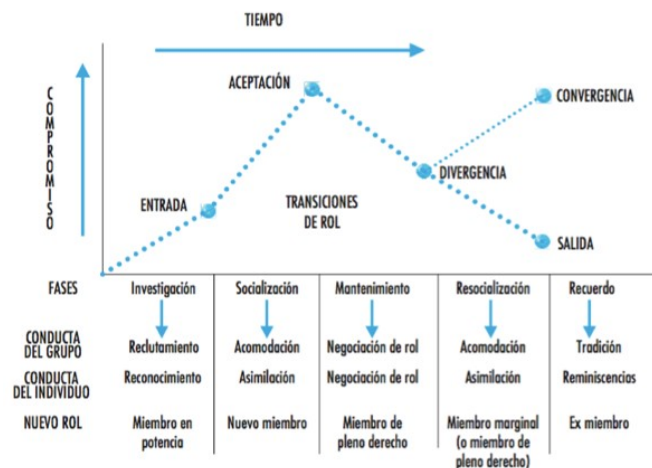 TIEMPO
COMPROMISO
ACEPTACIÓN
CONVERGENCIA
ENTRADA
DIVERGENCIA
TRANSICIONES
DE ROL
SALIDA
FASES Investigación Socialización Mantenimiento Resocialización Recuerdo
CONDUCTA
DEL GRUPO Reclutamiento Acomodación Negociación de rol Acomodación Tradición
CONDUCTA
DEL INDIVIDUO Reconocimiento Asimilación Negociación de rol Asimilación Reminiscencias
NUEVO ROL Miembro en Nuevo miembro Miembro de Miembro marginal Ex miembro
potencia pleno derecho (o miembro de
pleno derecho)